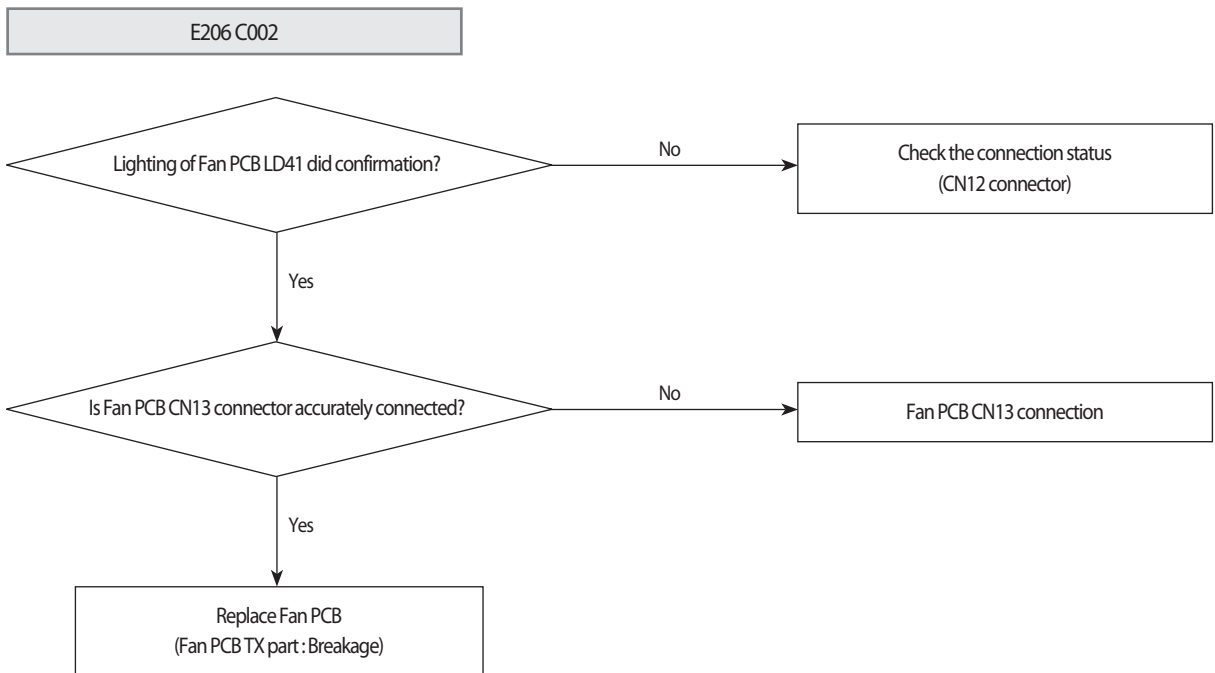 E206 C002
Lighting of Fan PCB LD41 did confirmation?
No
Check the connection status
(CN12 connector)
Yes
Is Fan PCB CN13 connector accurately connected?
No
Fan PCB CN13 connection
Yes
Replace Fan PCB
(Fan PCB TX part : Breakage)